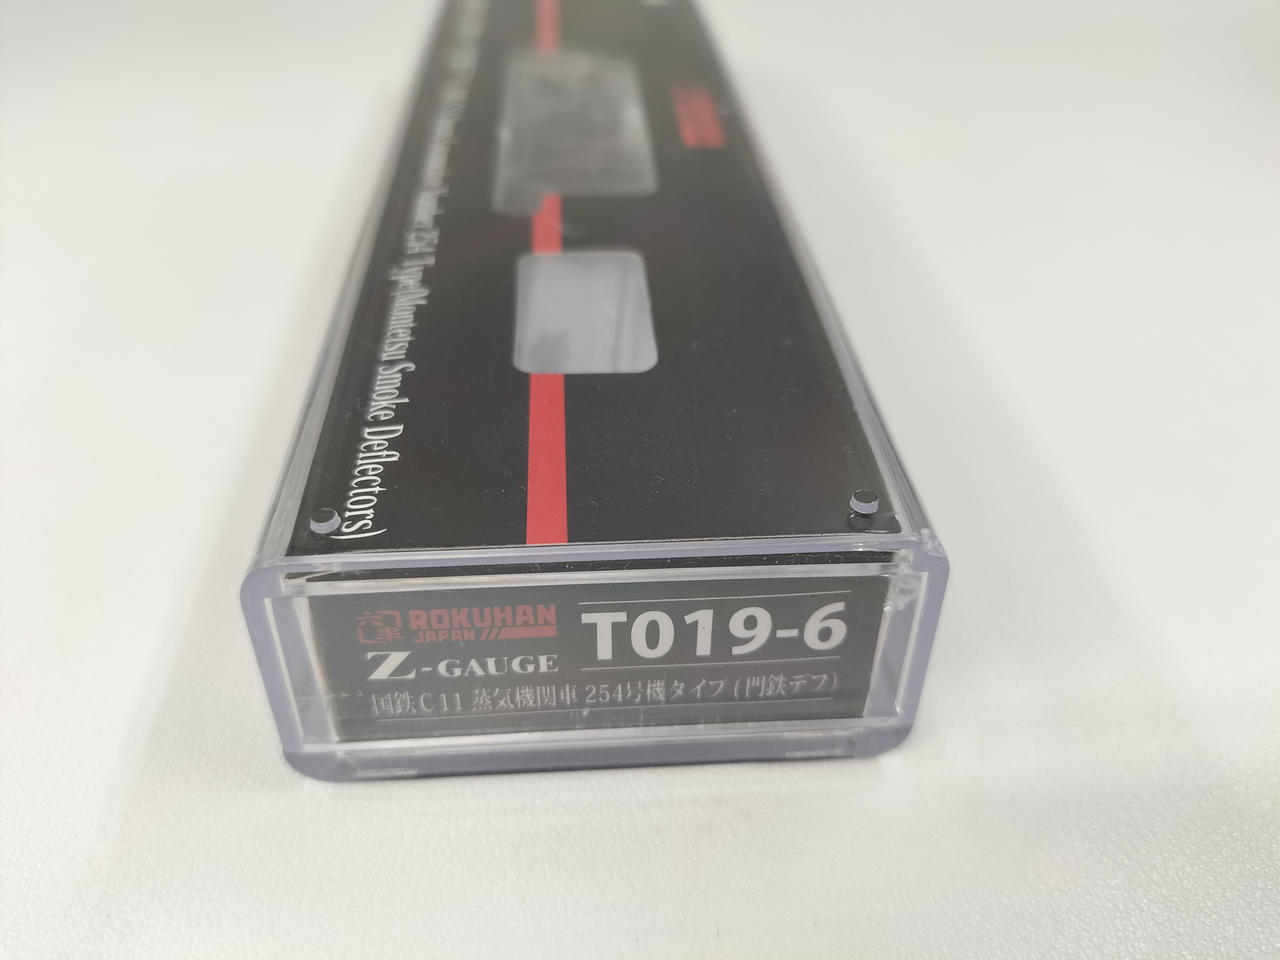 254 Type(Montetsu Smoke Deflectors)
ROKUHAN
JAPAN
Z-GAUGE
T019-6
国鉄C11 蒸気機関車 254号機タイプ (門鉄デフ)